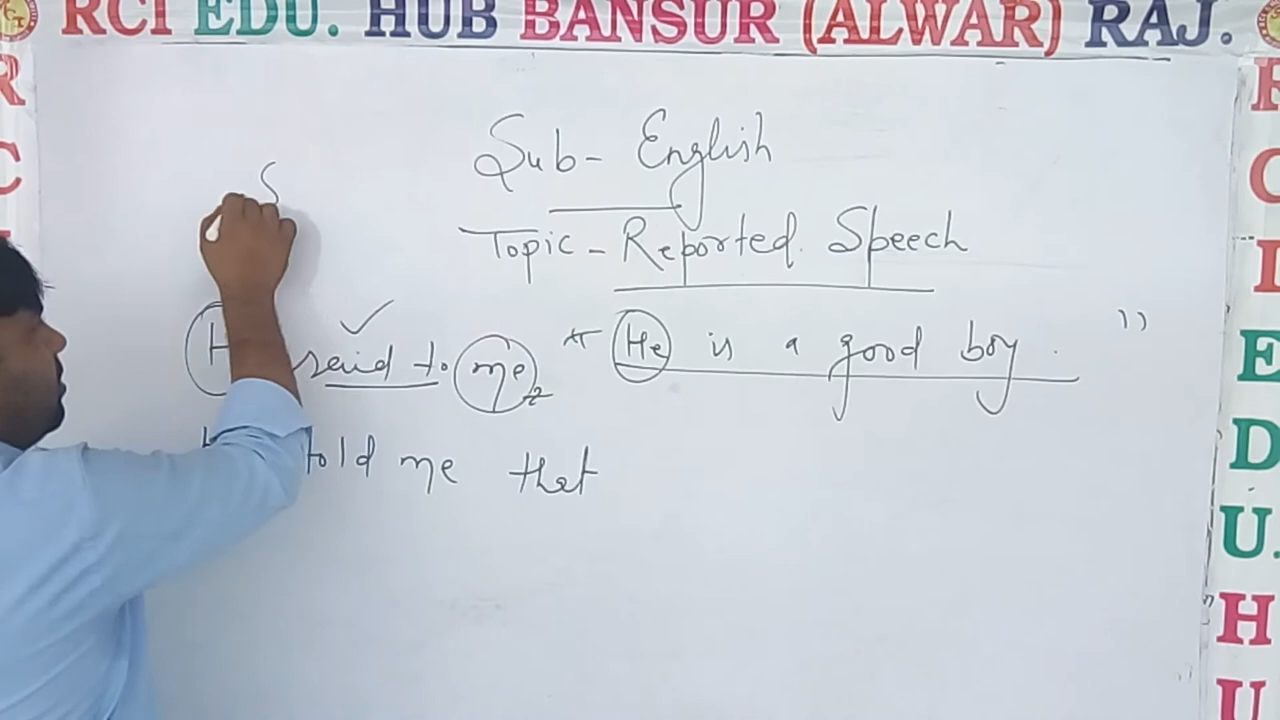 RCI EDU. HUB BANSUR (ALWAR) RAJ.
Sub- English
Topic - Reported Speech
S
H said to me, " He is a good boy. "
told me that
R
C
R
C
I
E
D
U.
H
U